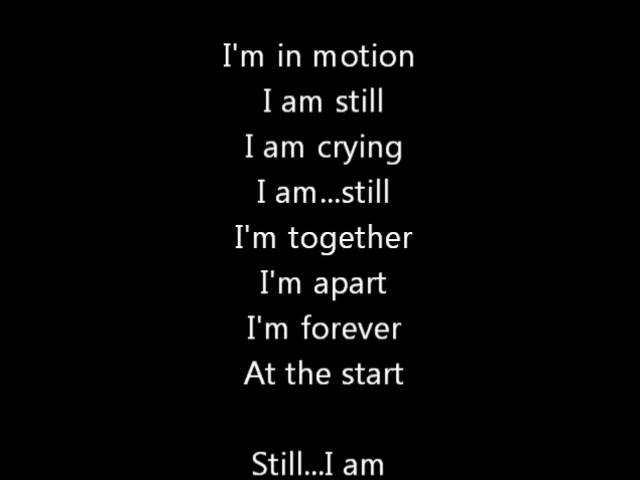 I'm in motion
I am still
I am crying
I am...still
I'm together
I'm apart
I'm forever
At the start
Still...I am